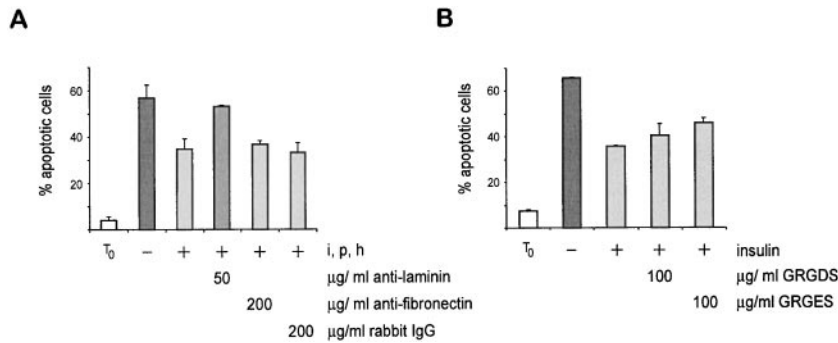 A
% apoptotic cells
60
40
20
T0 – + + + + i, p, h
50 μg/ ml anti-laminin
200 μg/ ml anti-fibronectin
200 μg/ml rabbit IgG
B
% apoptotic cells
60
40
20
T0 – + + + insulin
100 μg/ ml GRGDS
100 μg/ml GRGES